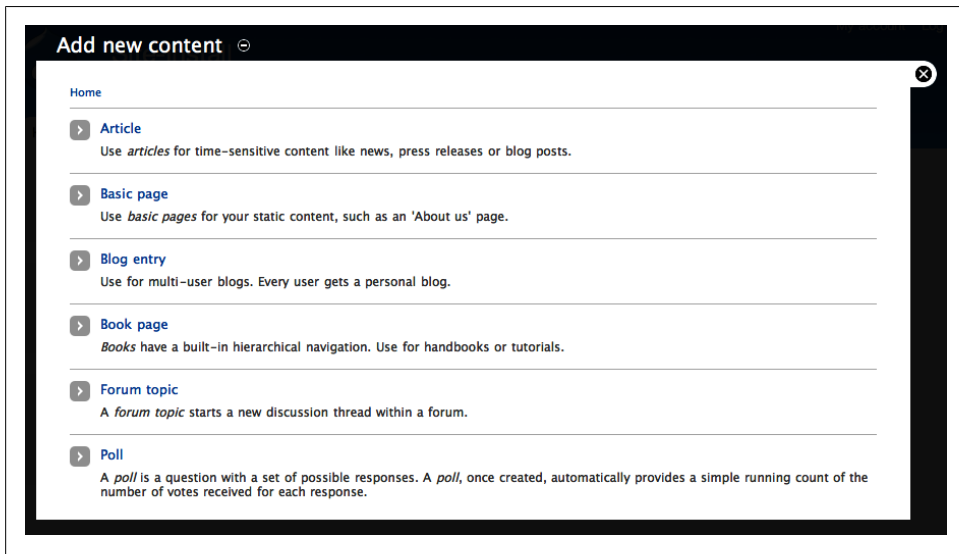 Add new content
Home
Article
Use articles for time-sensitive content like news, press releases or blog posts.
Basic page
Use basic pages for your static content, such as an 'About us' page.
Blog entry
Use for multi-user blogs. Every user gets a personal blog.
Book page
Books have a built-in hierarchical navigation. Use for handbooks or tutorials.
Forum topic
A forum topic starts a new discussion thread within a forum.
Poll
A poll is a question with a set of possible responses. A poll, once created, automatically provides a simple running count of the
number of votes received for each response.